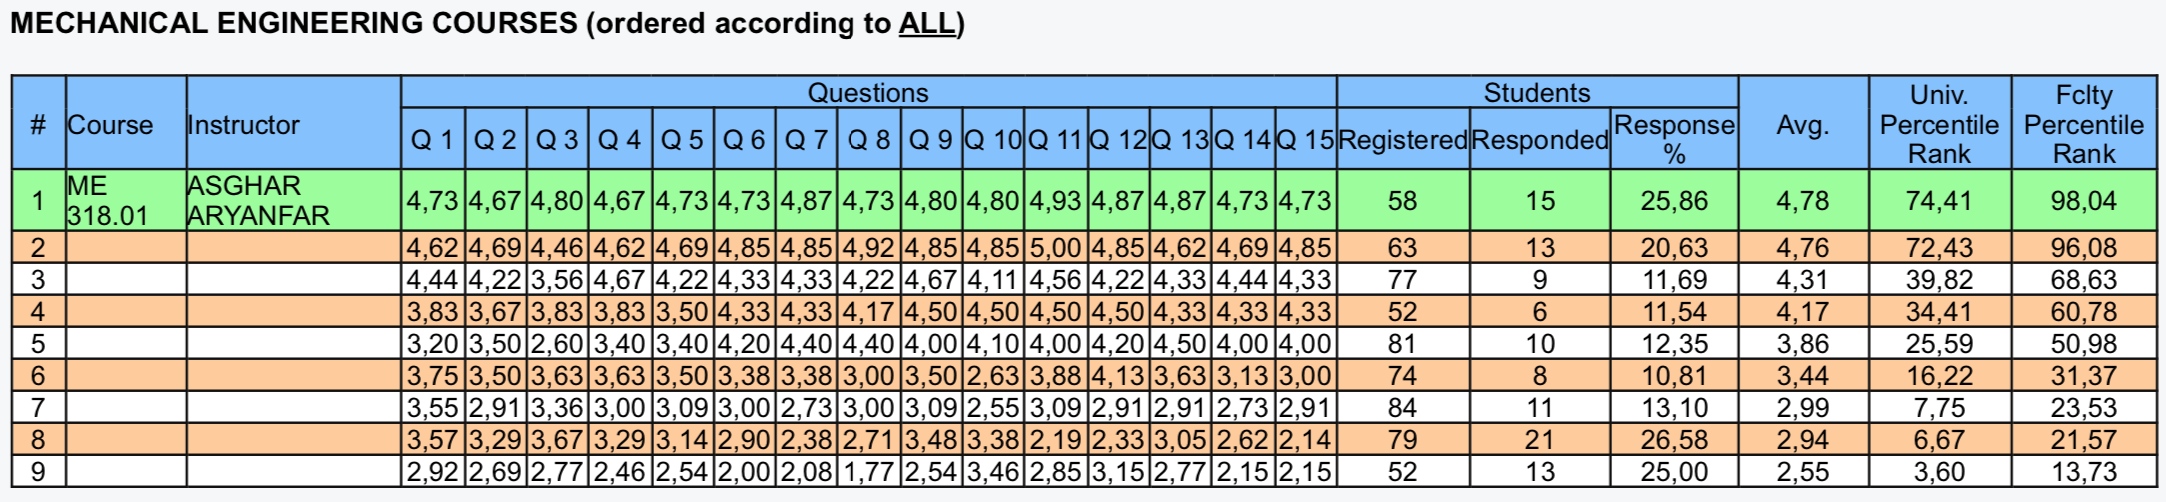 MECHANICAL ENGINEERING COURSES (ordered according to ALL)
# Course Instructor Questions Students Avg. Univ. Percentile Rank Fclty Percentile Rank
Q 1 Q 2 Q 3 Q 4 Q 5 Q 6 Q 7 Q 8 Q 9 Q 10 Q 11 Q 12 Q 13 Q 14 Q 15 Registered Responded Response %
1 ME 318.01 ASGHAR ARYANFAR 4,73 4,67 4,80 4,67 4,73 4,73 4,87 4,73 4,80 4,80 4,93 4,87 4,87 4,73 4,73 58 15 25,86 4,78 74,41 98,04
2 4,62 4,69 4,46 4,62 4,69 4,85 4,85 4,92 4,85 4,85 5,00 4,85 4,62 4,69 4,85 63 13 20,63 4,76 72,43 96,08
3 4,44 4,22 3,56 4,67 4,22 4,33 4,33 4,22 4,67 4,11 4,56 4,22 4,33 4,44 4,33 77 9 11,69 4,31 39,82 68,63
4 3,83 3,67 3,83 3,83 3,50 4,33 4,33 4,17 4,50 4,50 4,50 4,50 4,33 4,33 4,33 52 6 11,54 4,17 34,41 60,78
5 3,20 3,50 2,60 3,40 3,40 4,20 4,40 4,40 4,00 4,10 4,00 4,20 4,50 4,00 4,00 81 10 12,35 3,86 25,59 50,98
6 3,75 3,50 3,63 3,63 3,50 3,38 3,38 3,00 3,50 2,63 3,88 4,13 3,63 3,13 3,00 74 8 10,81 3,44 16,22 31,37
7 3,55 2,91 3,36 3,00 3,09 3,00 2,73 3,00 3,09 2,55 3,09 2,91 2,91 2,73 2,91 84 11 13,10 2,99 7,75 23,53
8 3,57 3,29 3,67 3,29 3,14 2,90 2,38 2,71 3,48 3,38 2,19 2,33 3,05 2,62 2,14 79 21 26,58 2,94 6,67 21,57
9 2,92 2,69 2,77 2,46 2,54 2,00 2,08 1,77 2,54 3,46 2,85 3,15 2,77 2,15 2,15 52 13 25,00 2,55 3,60 13,73